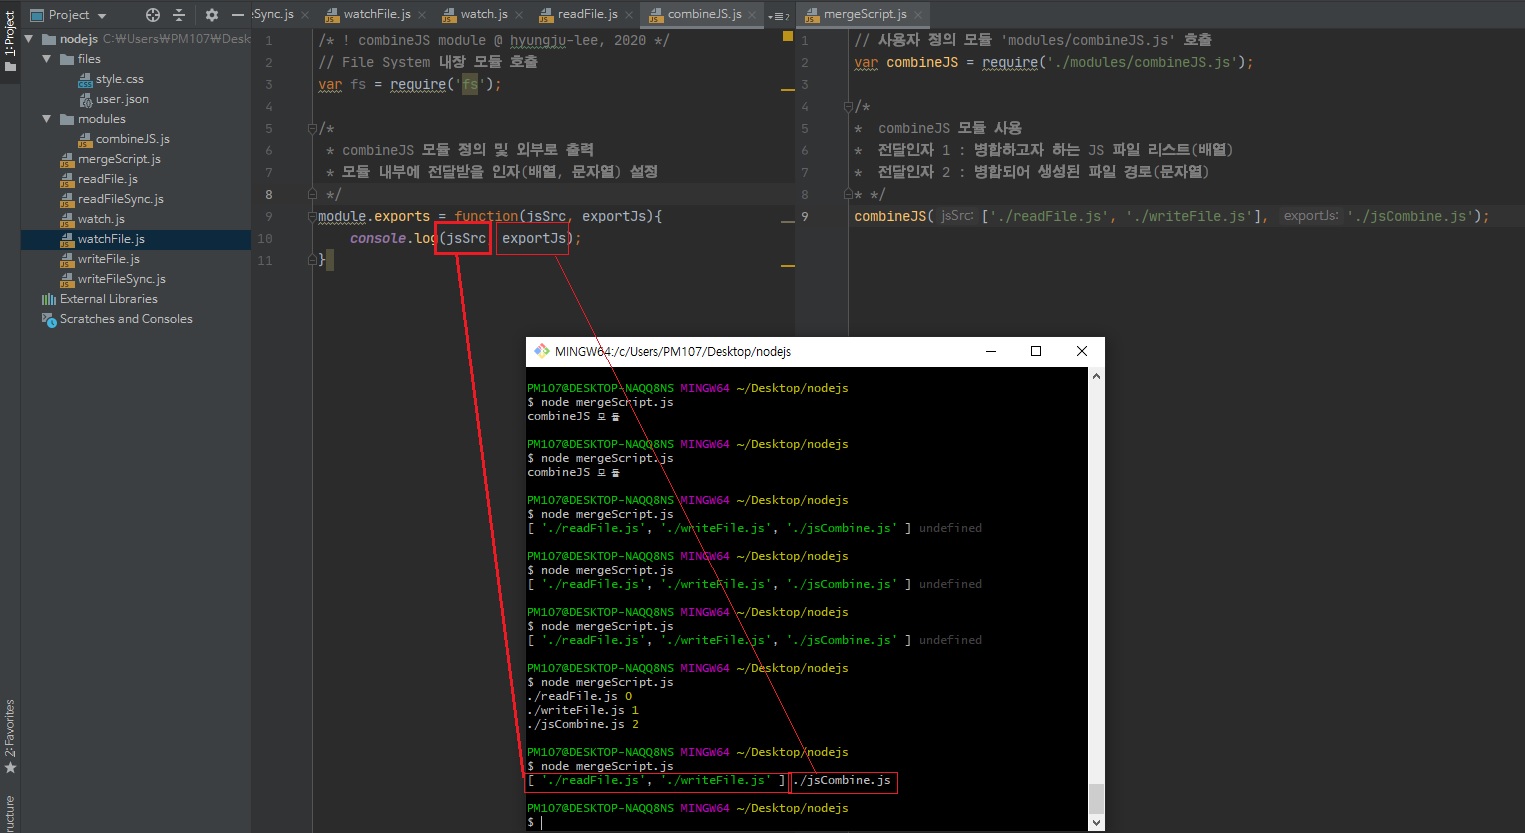 1: Project
2: Favorites
ructure
Project
nodejs C:₩Users₩PM107₩Desk
files
style.css
user.json
modules
combineJS.js
mergeScript.js
readFile.js
readFileSync.js
watch.js
watchFile.js
writeFile.js
writeFileSync.js
External Libraries
Scratches and Consoles
eSync.js
watchFile.js
watch.js
readFile.js
combineJS.js
mergeScript.js
1 /* ! combineJS module @ hyungju-lee, 2020 */
2 // File System 내장 모듈 호출
3 var fs = require('fs');
4
5 /*
6 * combineJS 모듈 정의 및 외부로 출력
7 * 모듈 내부에 전달받을 인자(배열, 문자열) 설정
8 */
9 module.exports = function(jsSrc, exportJs){
10 console.log(jsSrc exportJs);
11 }
1 // 사용자 정의 모듈 'modules/combineJS.js' 호출
2 var combineJS = require('./modules/combineJS.js');
3
4 /*
5 * combineJS 모듈 사용
6 * 전달인자 1 : 병합하고자 하는 JS 파일 리스트(배열)
7 * 전달인자 2 : 병합되어 생성된 파일 경로(문자열)
8 * */
9 combineJS( jsSrc: ['./readFile.js', './writeFile.js'], exportJs: './jsCombine.js');
MINGW64:/c/Users/PM107/Desktop/nodejs
PM107@DESKTOP-NAQQ8NS MINGW64 ~/Desktop/nodejs
$ node mergeScript.js
combineJS 모듈
PM107@DESKTOP-NAQQ8NS MINGW64 ~/Desktop/nodejs
$ node mergeScript.js
combineJS 모듈
PM107@DESKTOP-NAQQ8NS MINGW64 ~/Desktop/nodejs
$ node mergeScript.js
[ './readFile.js', './writeFile.js', './jsCombine.js' ] undefined
PM107@DESKTOP-NAQQ8NS MINGW64 ~/Desktop/nodejs
$ node mergeScript.js
[ './readFile.js', './writeFile.js', './jsCombine.js' ] undefined
PM107@DESKTOP-NAQQ8NS MINGW64 ~/Desktop/nodejs
$ node mergeScript.js
[ './readFile.js', './writeFile.js', './jsCombine.js' ] undefined
PM107@DESKTOP-NAQQ8NS MINGW64 ~/Desktop/nodejs
$ node mergeScript.js
./readFile.js 0
./writeFile.js 1
./jsCombine.js 2
PM107@DESKTOP-NAQQ8NS MINGW64 ~/Desktop/nodejs
$ node mergeScript.js
[ './readFile.js', './writeFile.js' ] ./jsCombine.js
PM107@DESKTOP-NAQQ8NS MINGW64 ~/Desktop/nodejs
$